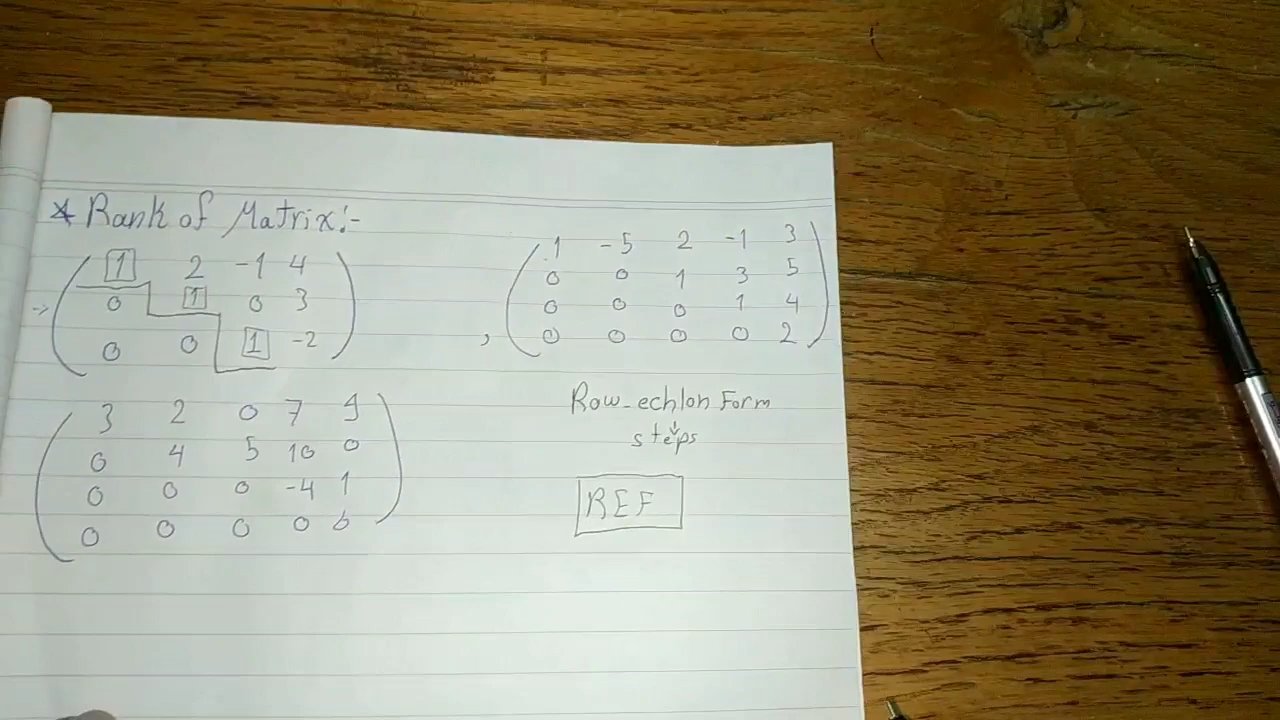 * Rank of Matrix:-
→ ( 1 2 -1 4
0 1 0 3
0 0 1 -2 )
, ( 1 -5 2 -1 3
0 0 1 3 5
0 0 0 1 4
0 0 0 0 2 )
( 3 2 0 7 9
0 4 5 10 0
0 0 0 -4 1
0 0 0 0 6 )
Row-echlon Form
steps
REF